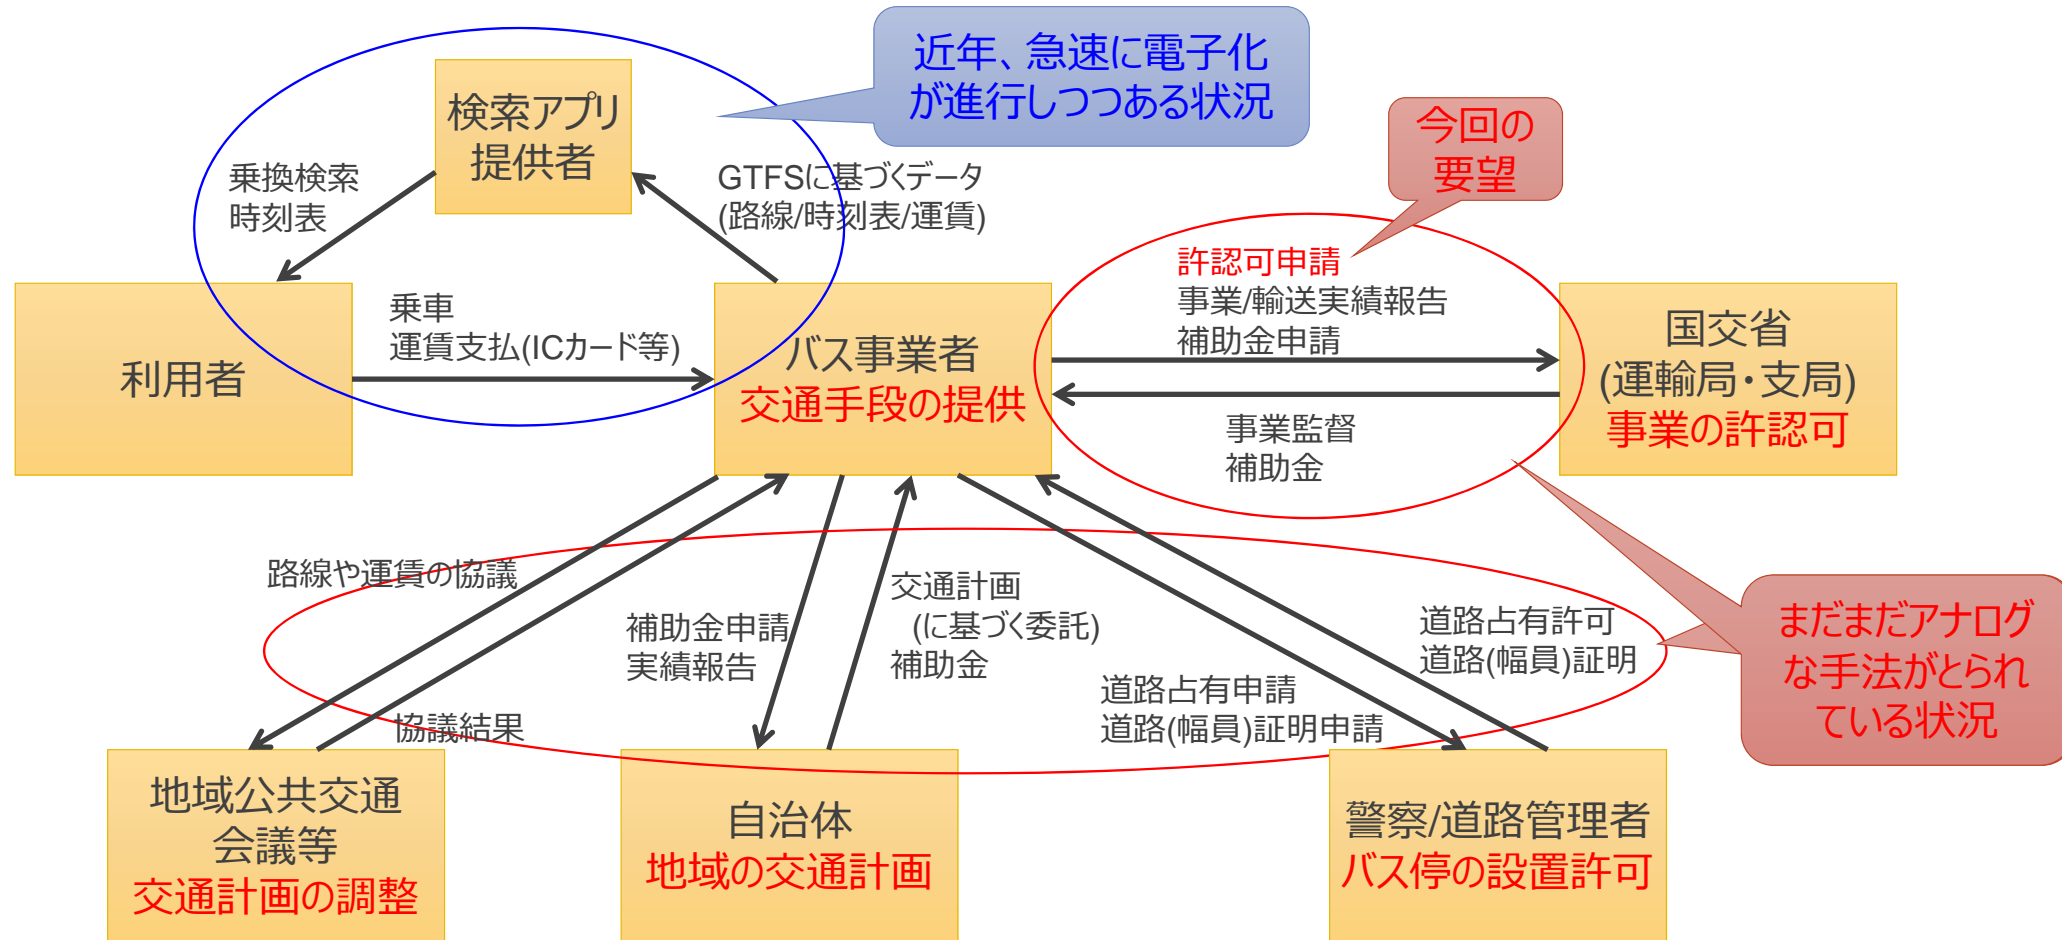 近年、急速に電子化
が進行しつつある状況
検索アプリ
提供者
今回の
要望
乗換検索
時刻表
GTFSに基づくデータ
(路線/時刻表/運賃)
許認可申請
事業/輸送実績報告
補助金申請
利用者
乗車
運賃支払(ICカード等)
バス事業者
交通手段の提供
国交省
(運輸局・支局)
事業の許認可
事業監督
補助金
路線や運賃の協議
協議結果
補助金申請
実績報告
交通計画
(に基づく委託)
補助金
道路占有申請
道路(幅員)証明申請
道路占有許可
道路(幅員)証明
まだまだアナログ
な手法がとられ
ている状況
地域公共交通
会議等
交通計画の調整
自治体
地域の交通計画
警察/道路管理者
バス停の設置許可